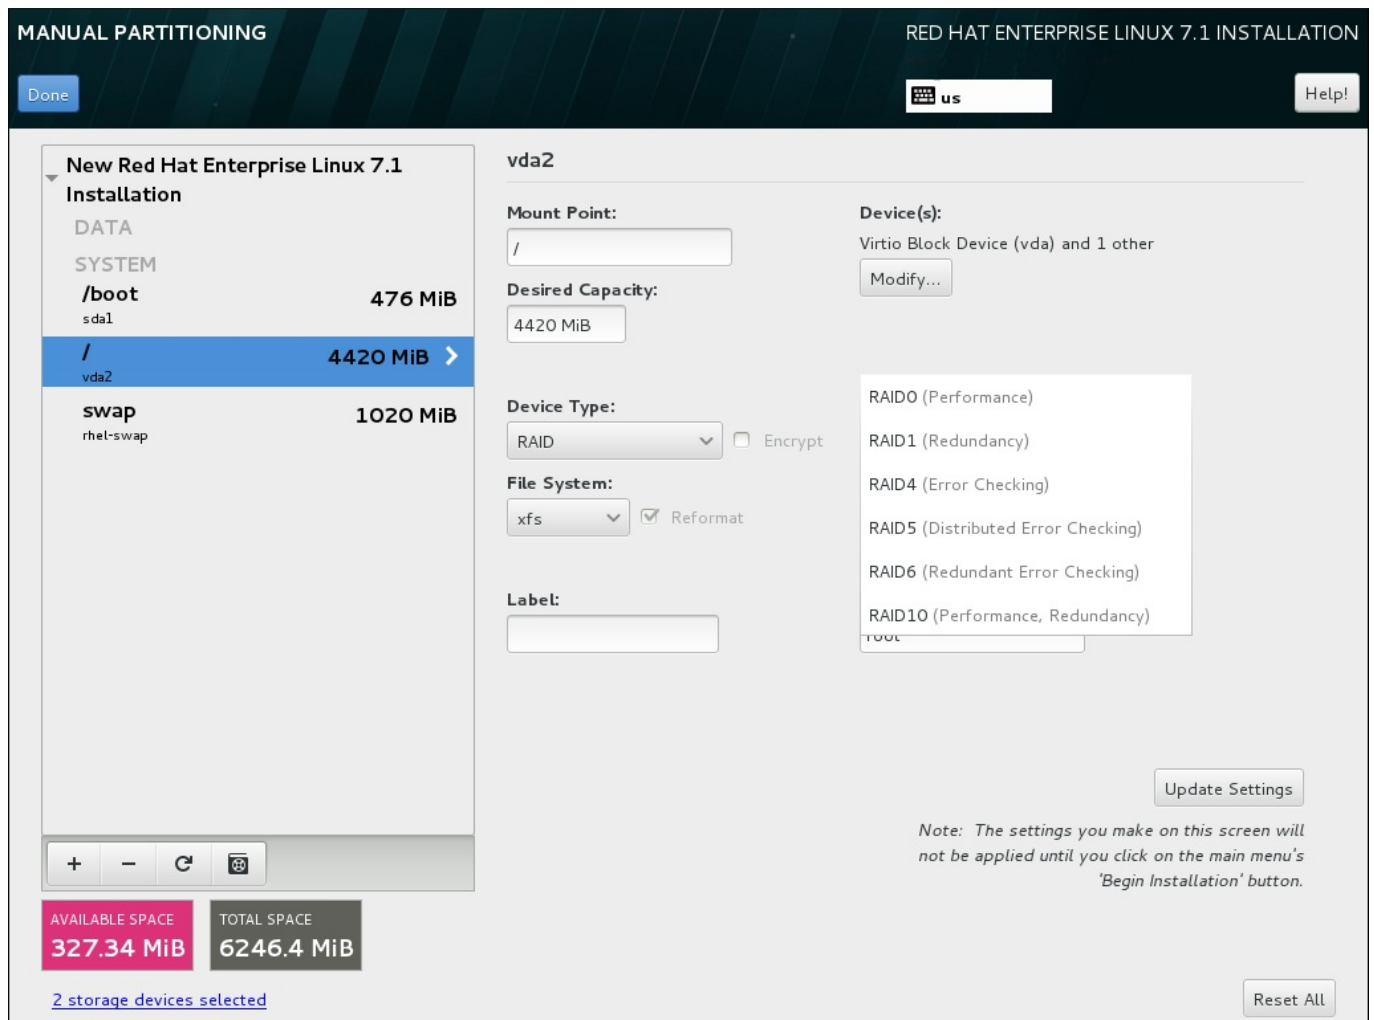 MANUAL PARTITIONING
RED HAT ENTERPRISE LINUX 7.1 INSTALLATION
Done
us
Help!
New Red Hat Enterprise Linux 7.1
Installation
DATA
SYSTEM
/boot
476 MiB
sda1
/
4420 MiB
vda2
swap
1020 MiB
rhel-swap
vda2
Mount Point:
/
Desired Capacity:
4420 MiB
Device(s):
Virtio Block Device (vda) and 1 other
Modify...
Device Type:
RAID
Encrypt
File System:
xfs
Reformat
Label:
RAID0 (Performance)
RAID1 (Redundancy)
RAID4 (Error Checking)
RAID5 (Distributed Error Checking)
RAID6 (Redundant Error Checking)
RAID10 (Performance, Redundancy)
root
Update Settings
Note: The settings you make on this screen will
not be applied until you click on the main menu's
'Begin Installation' button.
+ −
AVAILABLE SPACE
327.34 MiB
TOTAL SPACE
6246.4 MiB
2 storage devices selected
Reset All